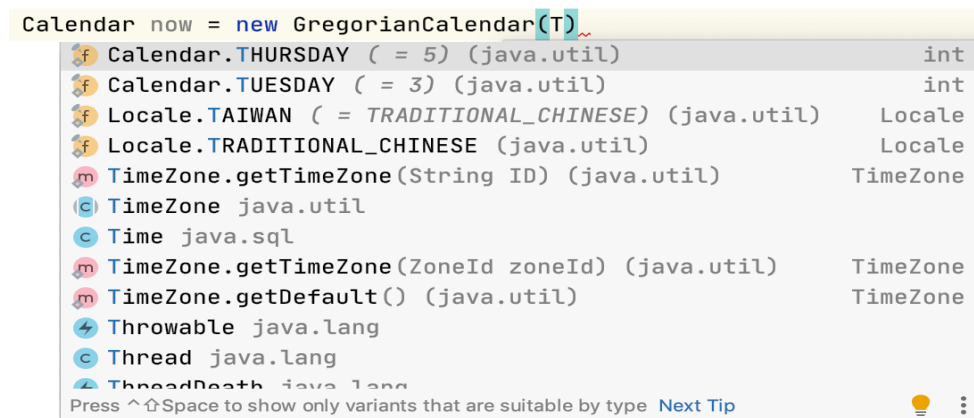 Calendar now = new GregorianCalendar(T)
f Calendar.THURSDAY ( = 5) (java.util) int
f Calendar.TUESDAY ( = 3) (java.util) int
f Locale.TAIWAN ( = TRADITIONAL_CHINESE) (java.util) Locale
f Locale.TRADITIONAL_CHINESE (java.util) Locale
m TimeZone.getTimeZone(String ID) (java.util) TimeZone
C TimeZone java.util
C Time java.sql
m TimeZone.getTimeZone(ZoneId zoneId) (java.util) TimeZone
m TimeZone.getDefault() (java.util) TimeZone
Throwable java.lang
C Thread java.lang
ThreadDeath java.lang
Press ^⇧Space to show only variants that are suitable by type Next Tip